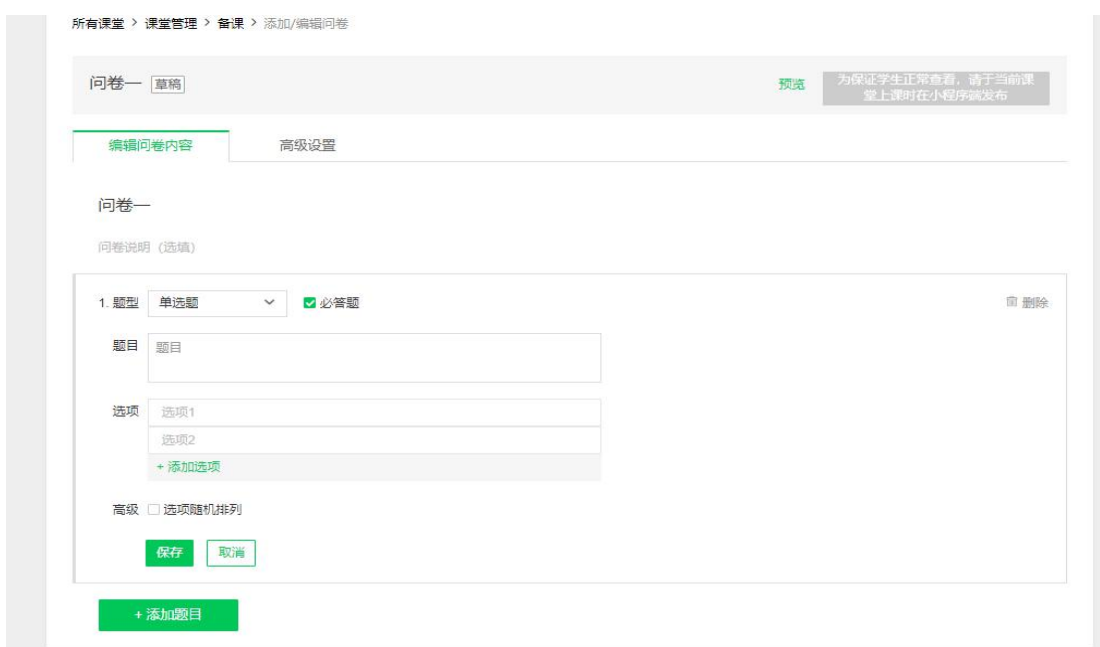 所有课堂 > 课堂管理 > 备课 > 添加/编辑问卷
问卷一 草稿 预览 为保证学生正常查看，请于当前课
堂上课时在小程序端发布
编辑问卷内容 高级设置
问卷一
问卷说明（选填）
1. 题型 单选题 必答题 删除
题目 题目
选项 选项1
选项2
+ 添加选项
高级 选项随机排列
保存 取消
+ 添加题目